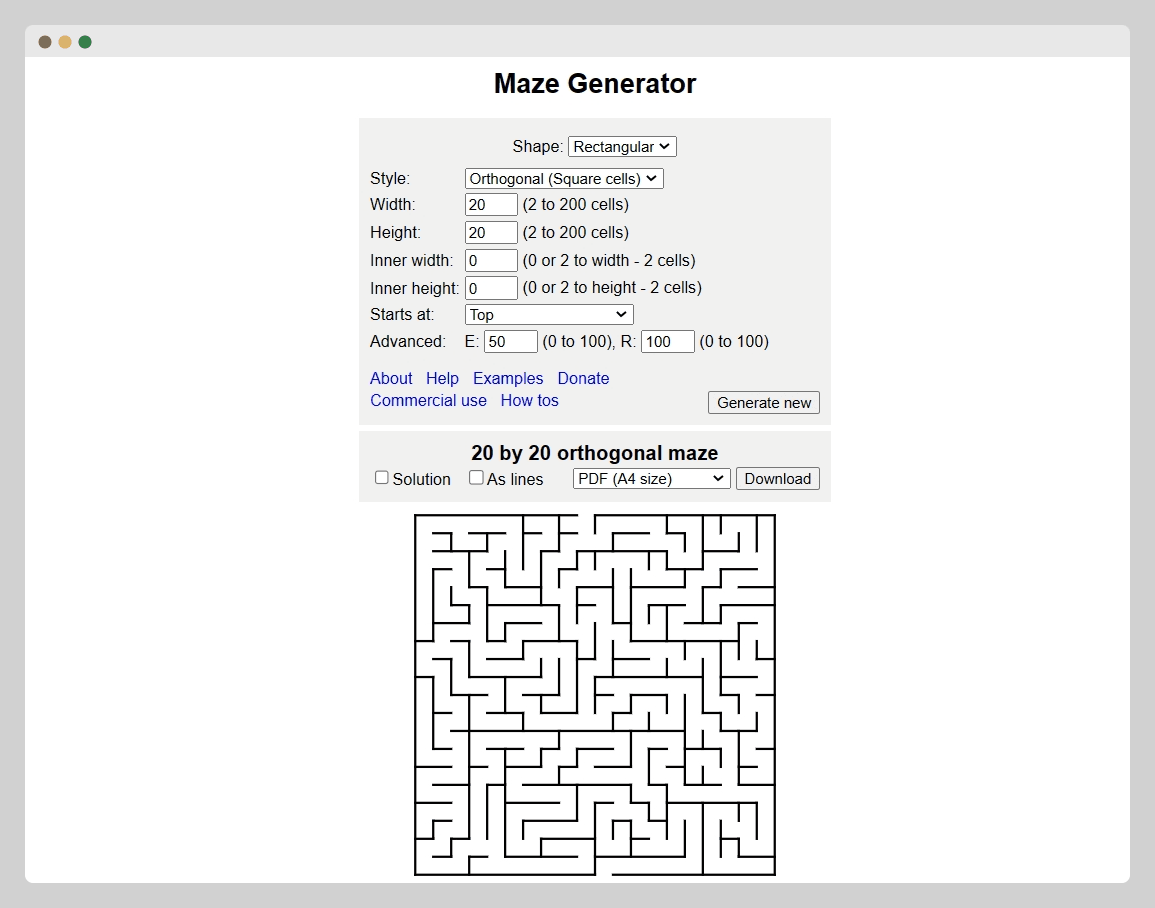 Maze Generator
Shape: Rectangular
Style: Orthogonal (Square cells)
Width: 20 (2 to 200 cells)
Height: 20 (2 to 200 cells)
Inner width: 0 (0 or 2 to width - 2 cells)
Inner height: 0 (0 or 2 to height - 2 cells)
Starts at: Top
Advanced: E: 50 (0 to 100), R: 100 (0 to 100)
About Help Examples Donate
Commercial use How tos Generate new
20 by 20 orthogonal maze
Solution As lines PDF (A4 size) Download